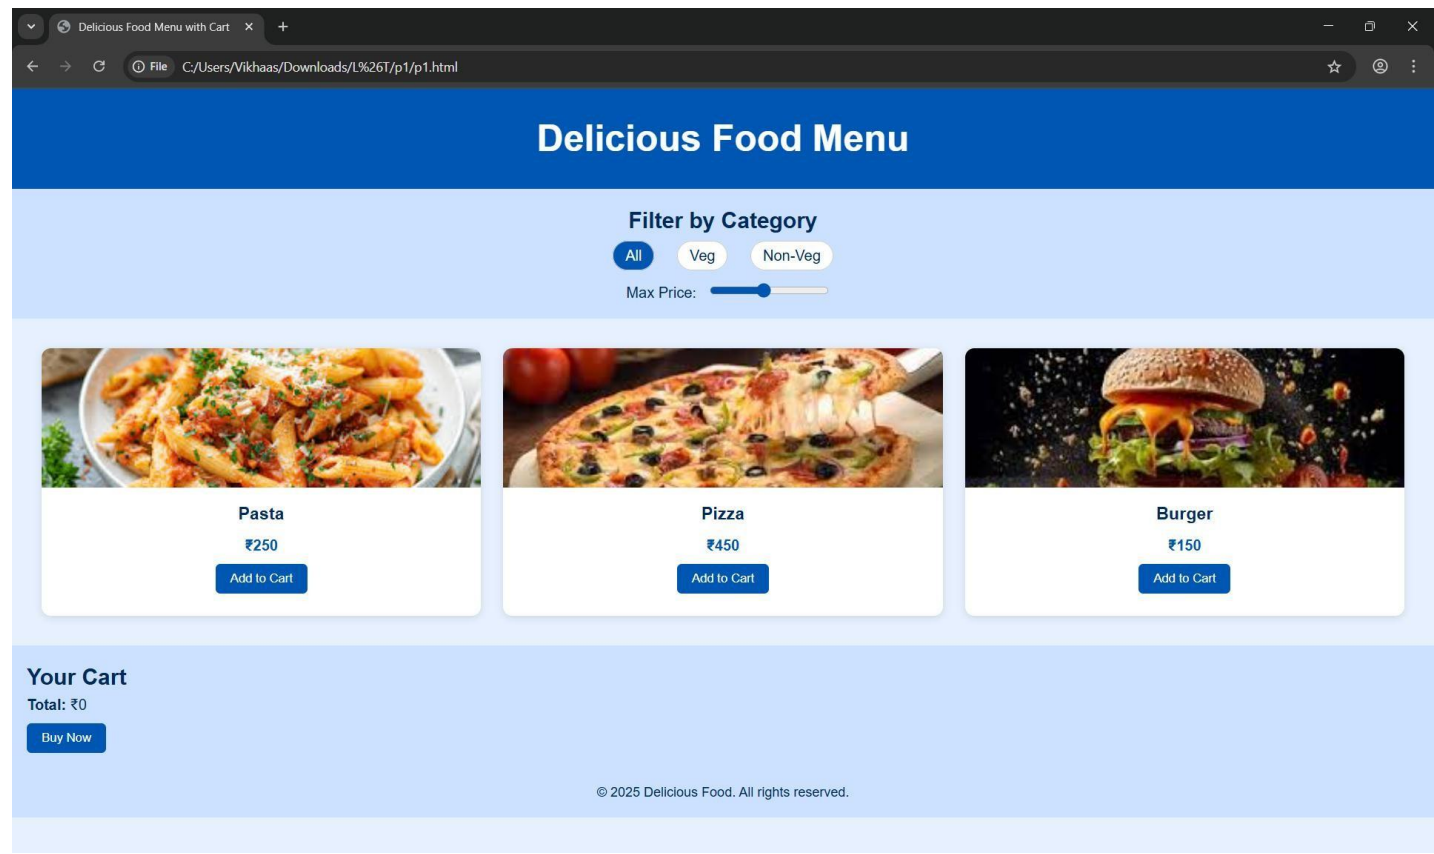 Delicious Food Menu with Cart
File C:/Users/Vikhaas/Downloads/L%26T/p1/p1.html
Delicious Food Menu
Filter by Category
All Veg Non-Veg
Max Price:
Pasta Pizza Burger
₹250 ₹450 ₹150
Add to Cart Add to Cart Add to Cart
Your Cart
Total: ₹0
Buy Now
© 2025 Delicious Food. All rights reserved.